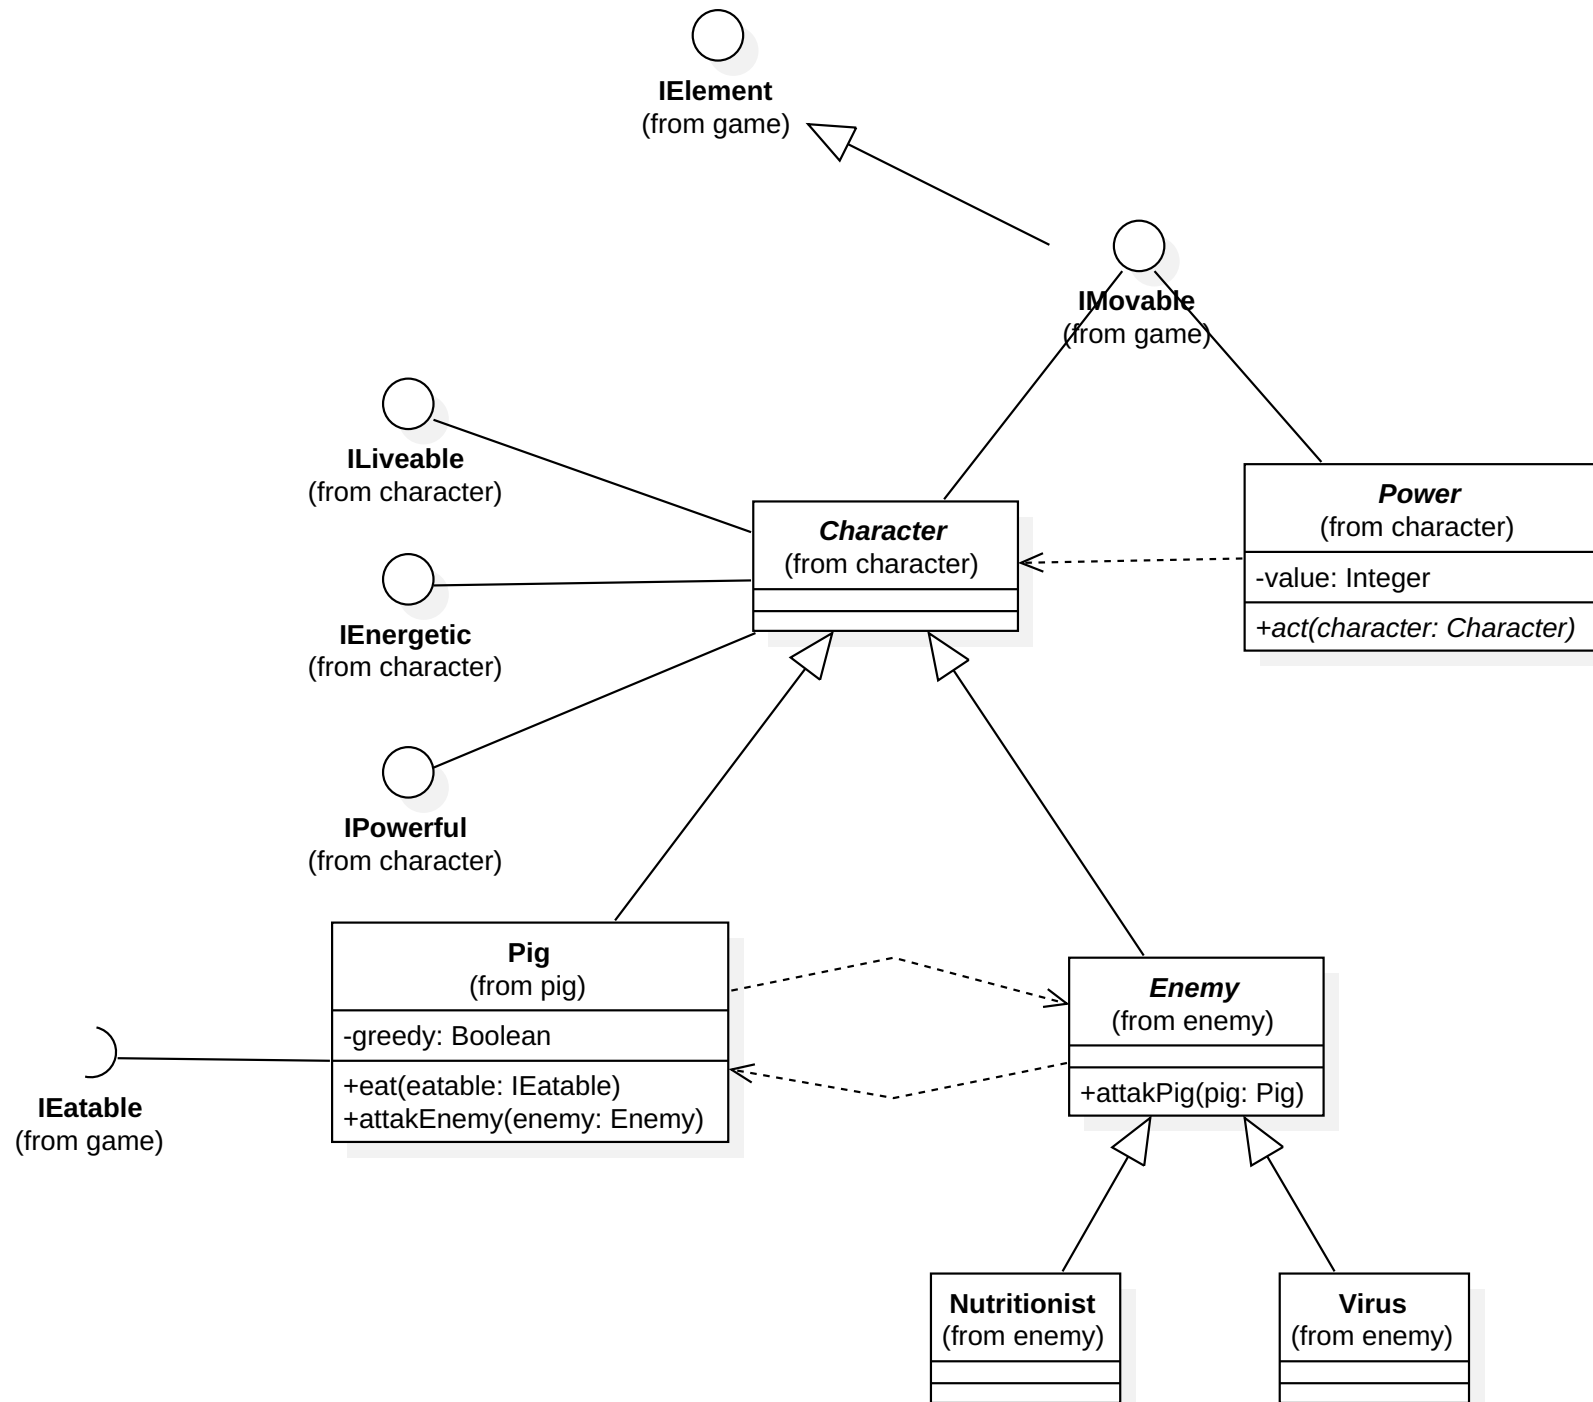 IElement
(from game)
IMovable
(from game)
ILiveable
(from character)
Character
(from character)
Power
(from character)
-value: Integer
+act(character: Character)
IEnergetic
(from character)
IPowerful
(from character)
Pig
(from pig)
-greedy: Boolean
+eat(eatable: IEatable)
+attakEnemy(enemy: Enemy)
Enemy
(from enemy)
+attakPig(pig: Pig)
IEatable
(from game)
Nutritionist
(from enemy)
Virus
(from enemy)